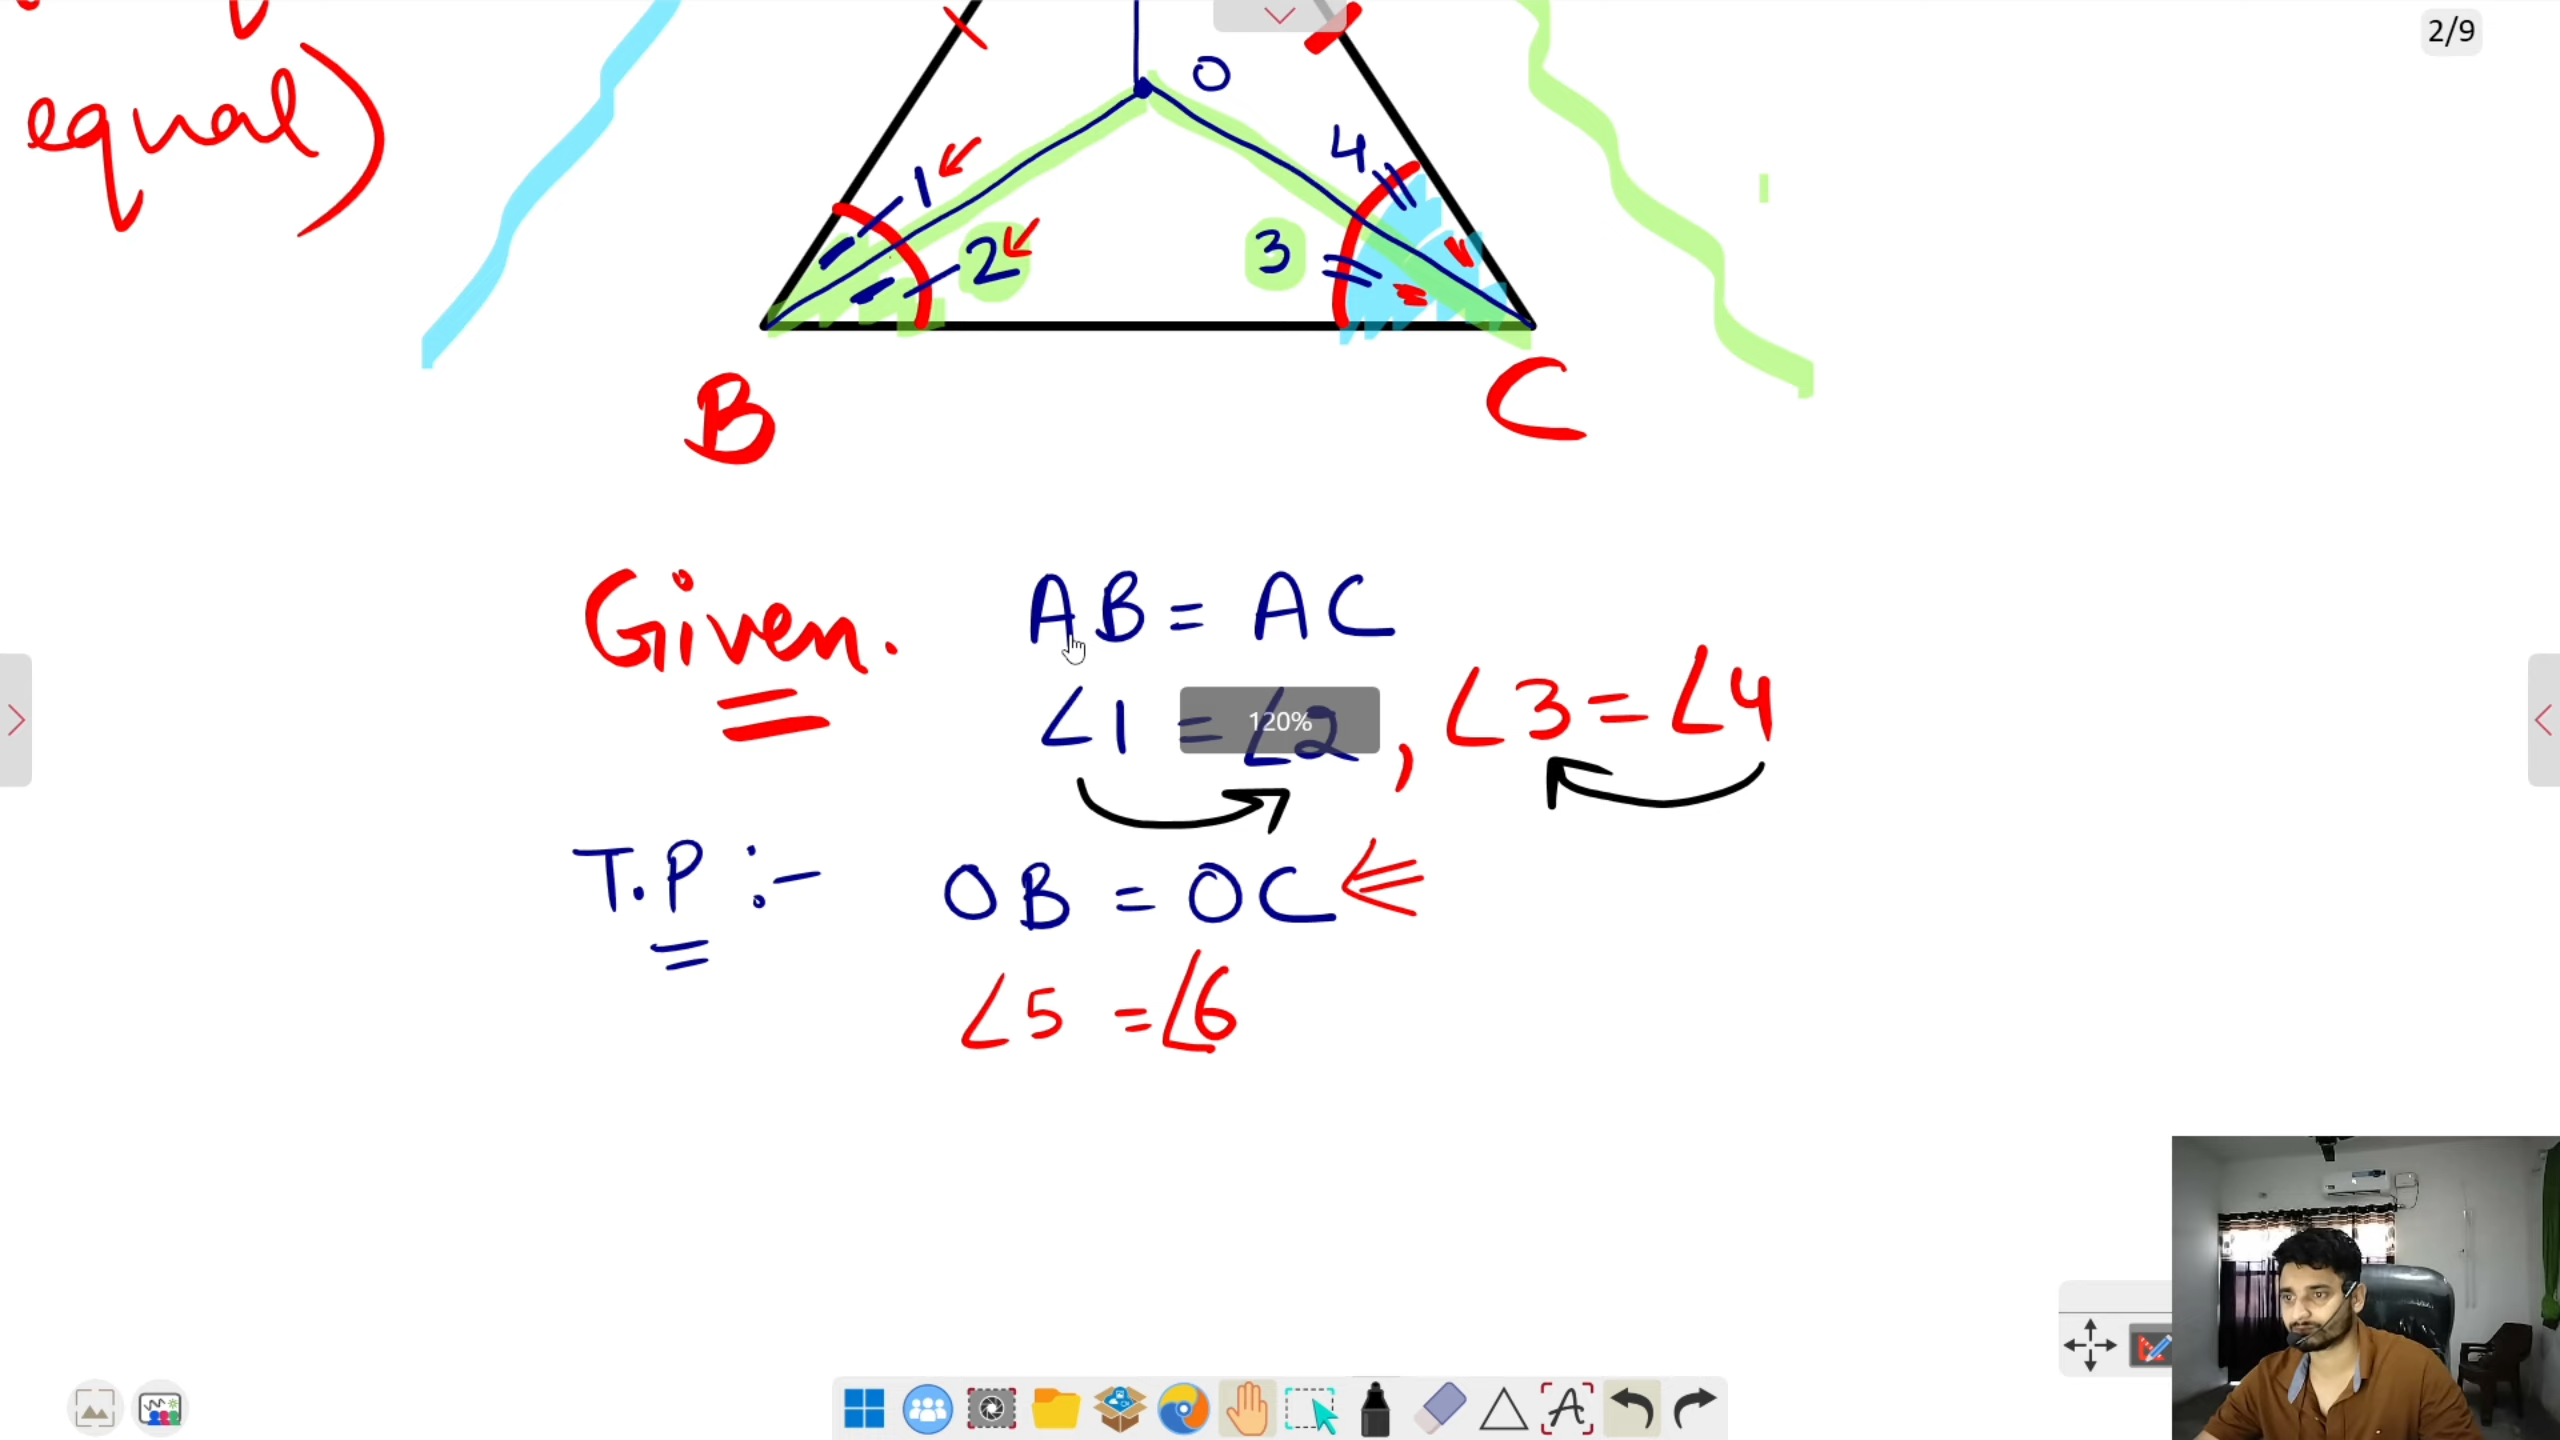 2/9
equal)
O
4
1
2
3
B
C
Given. AB = AC
∠1 = ∠2 , ∠3 = ∠4
120%
T.P :- OB = OC
∠5 = ∠6